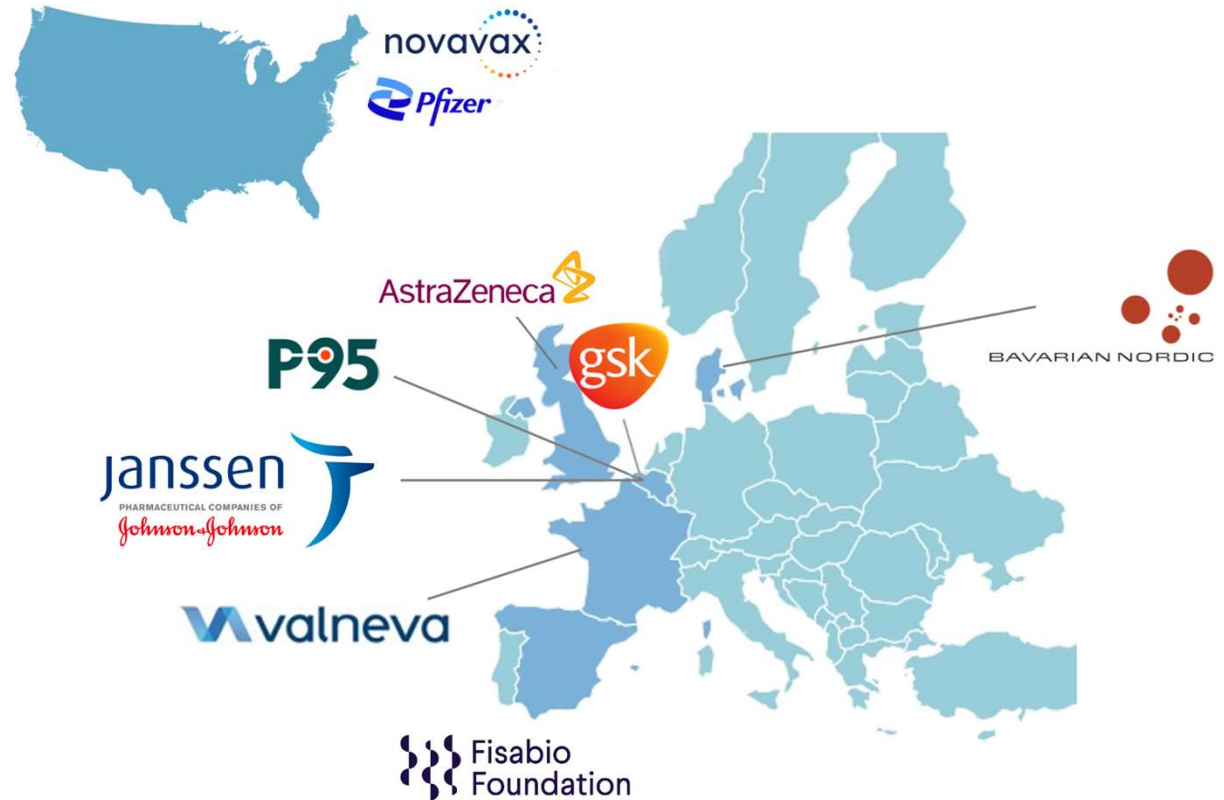 novavax
Pfizer
AstraZeneca
gsk
P95
BAVARIAN NORDIC
Janssen
PHARMACEUTICAL COMPANIES OF
Johnson & Johnson
valneva
Fisabio
Foundation